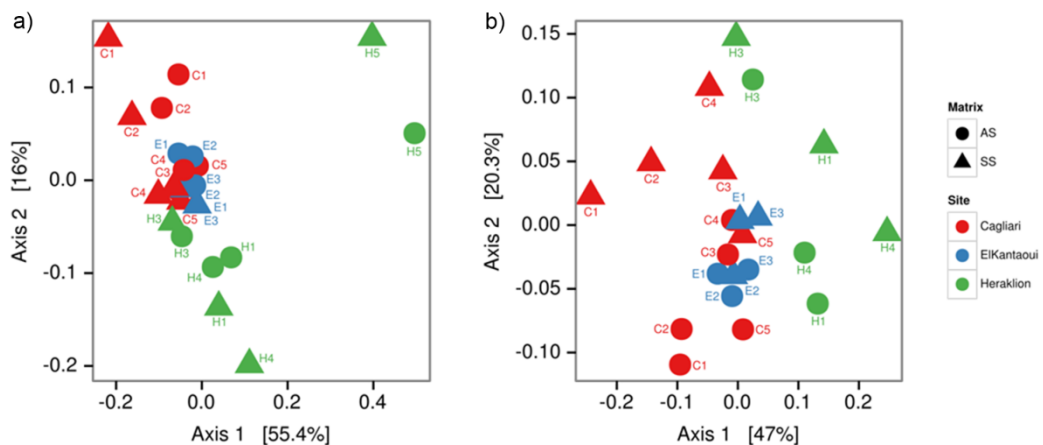 a)
b)
C1
H5
C1
C2
C2
H5
E1
E2
C4
C5
C3
E3
C4
E2
E1
C5
E3
H3
H3
H1
H4
H1
H4
0.1
0.0
-0.1
-0.2
-0.2
0.0
0.2
0.4
Axis 2 [16%]
Axis 1 [55.4%]
H3
C4
H3
H1
C2
C3
C1
E1
E3
C4
C5
H4
C3
E3
H4
E1
E2
E2
H1
C2
C5
C1
0.15
0.10
0.05
0.00
-0.05
-0.10
-0.2
-0.1
0.0
0.1
0.2
Axis 2 [20.3%]
Axis 1 [47%]
Matrix
AS
SS
Site
Cagliari
ElKantaoui
Heraklion